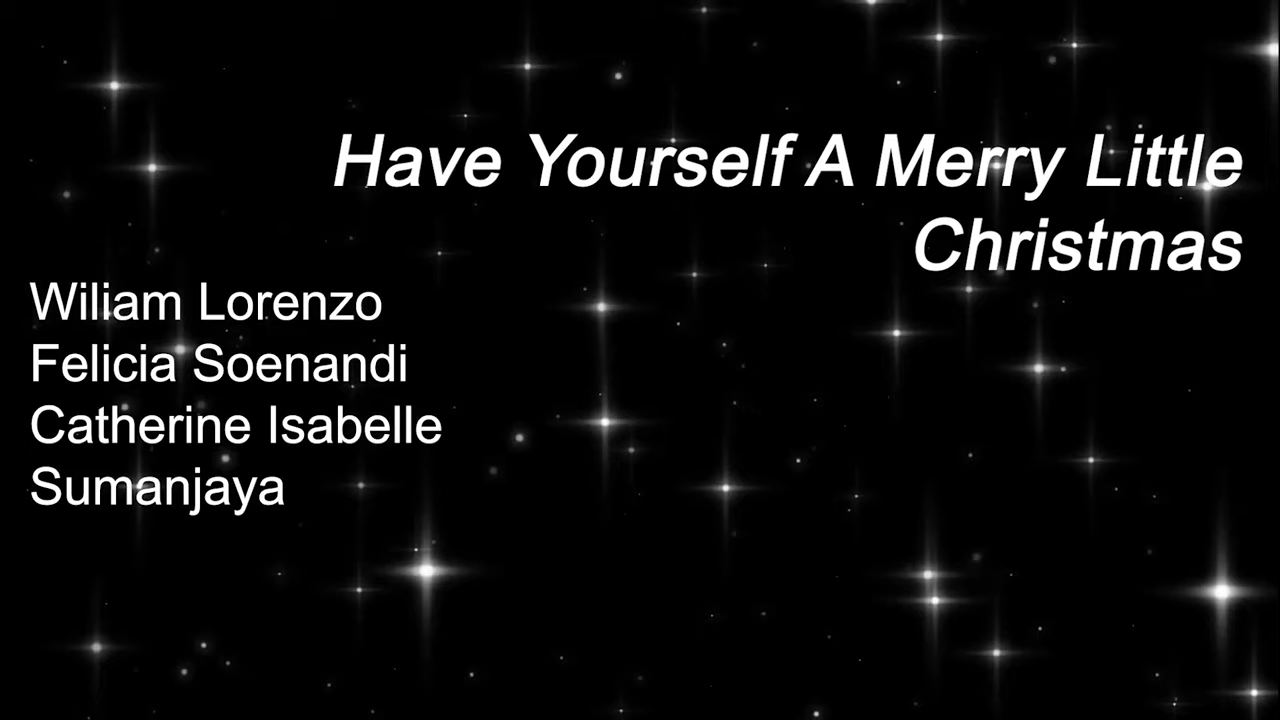 Have Yourself A Merry Little
Christmas
Wiliam Lorenzo
Felicia Soenandi
Catherine Isabelle
Sumanjaya